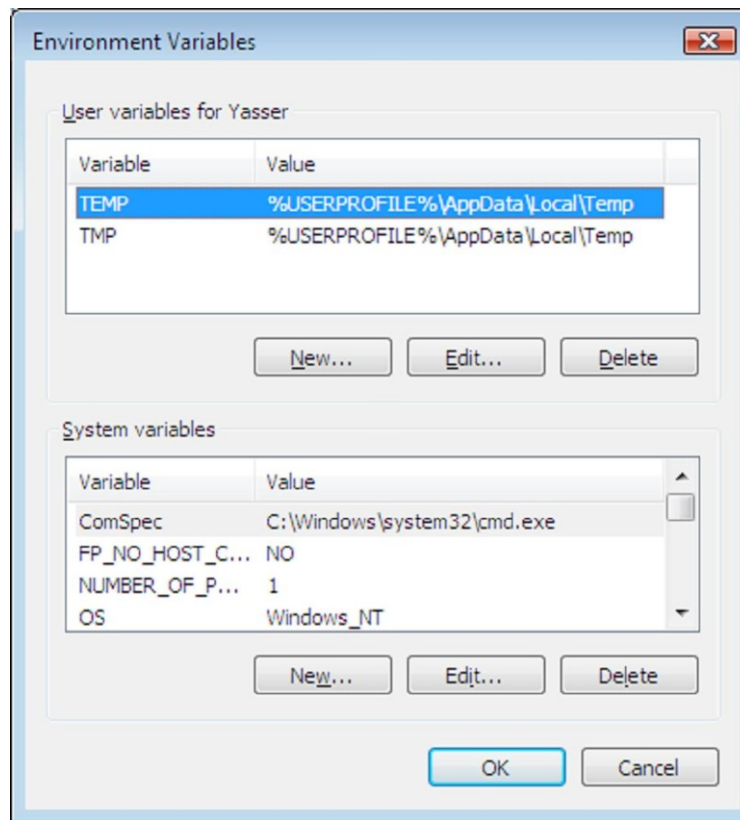 Environment Variables
User variables for Yasser
Variable Value
TEMP %USERPROFILE%\AppData\Local\Temp
TMP %USERPROFILE%\AppData\Local\Temp
New... Edit... Delete
System variables
Variable Value
ComSpec C:\Windows\system32\cmd.exe
FP_NO_HOST_C... NO
NUMBER_OF_P... 1
OS Windows_NT
New... Edit... Delete
OK Cancel